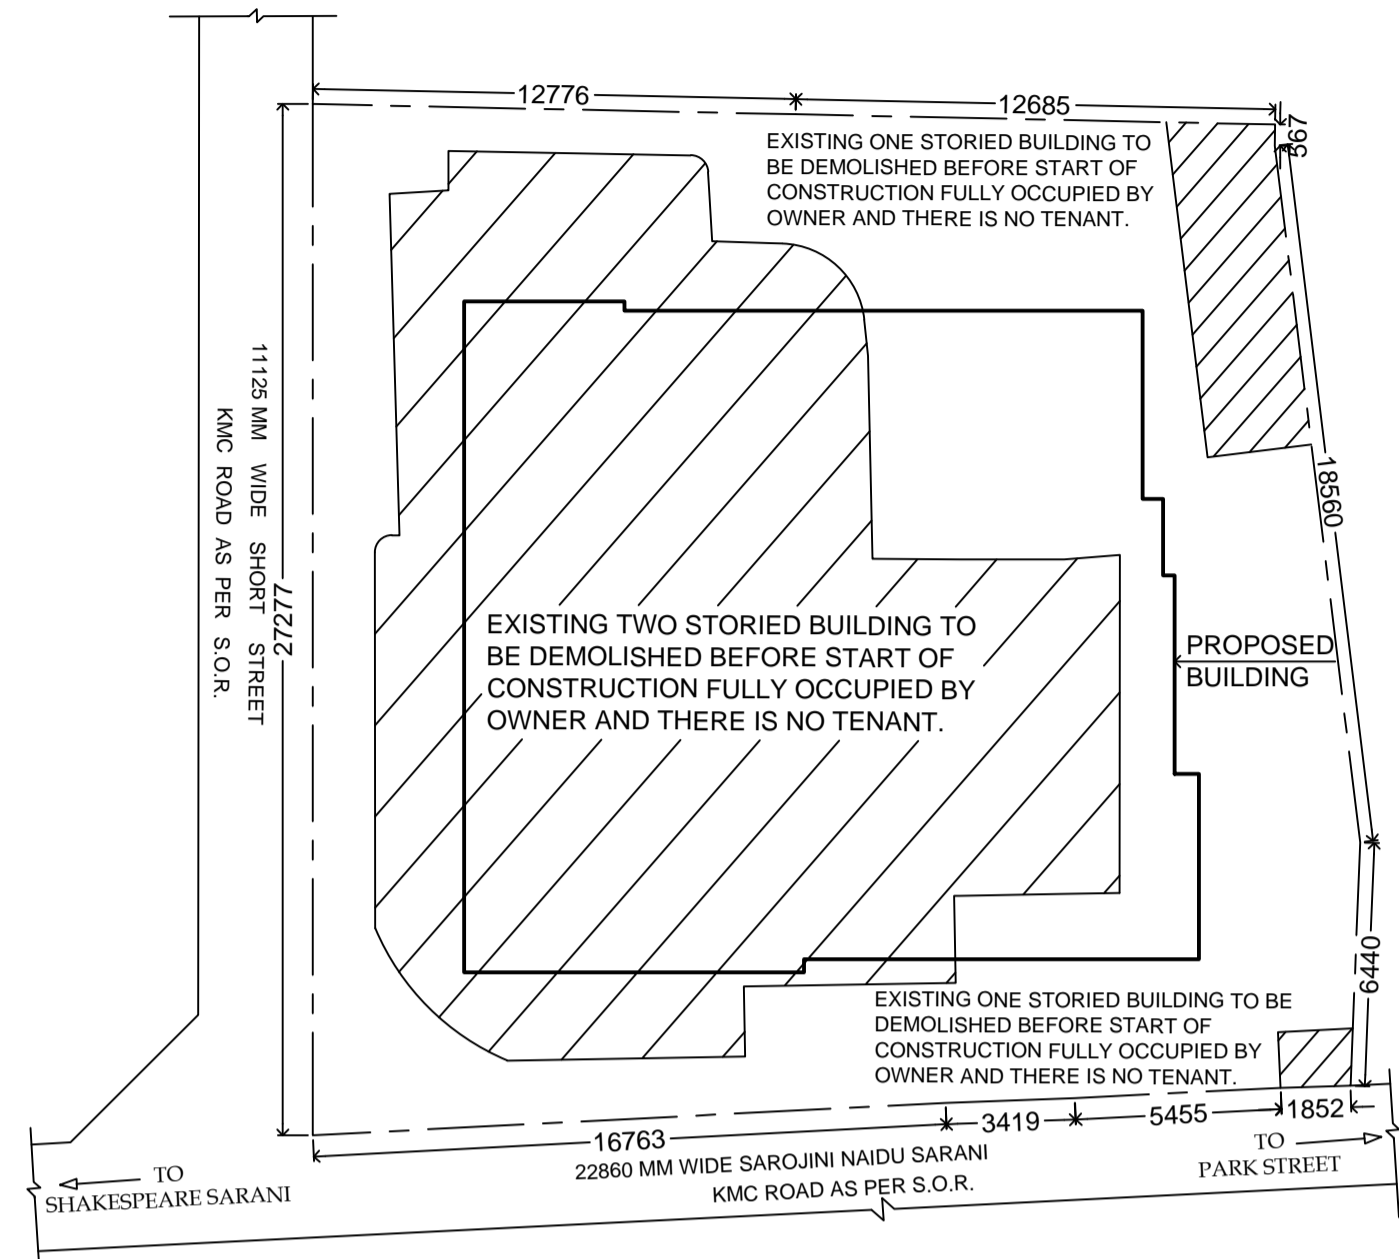 12776
12685
567
EXISTING ONE STORIED BUILDING TO
BE DEMOLISHED BEFORE START OF
CONSTRUCTION FULLY OCCUPIED BY
OWNER AND THERE IS NO TENANT.
11125 MM WIDE SHORT STREET
KMC ROAD AS PER S.O.R.
27277
18560
EXISTING TWO STORIED BUILDING TO
BE DEMOLISHED BEFORE START OF
CONSTRUCTION FULLY OCCUPIED BY
OWNER AND THERE IS NO TENANT.
PROPOSED
BUILDING
6440
EXISTING ONE STORIED BUILDING TO BE
DEMOLISHED BEFORE START OF
CONSTRUCTION FULLY OCCUPIED BY
OWNER AND THERE IS NO TENANT.
16763
3419
5455
1852
22860 MM WIDE SAROJINI NAIDU SARANI
KMC ROAD AS PER S.O.R.
TO
SHAKESPEARE SARANI
TO
PARK STREET